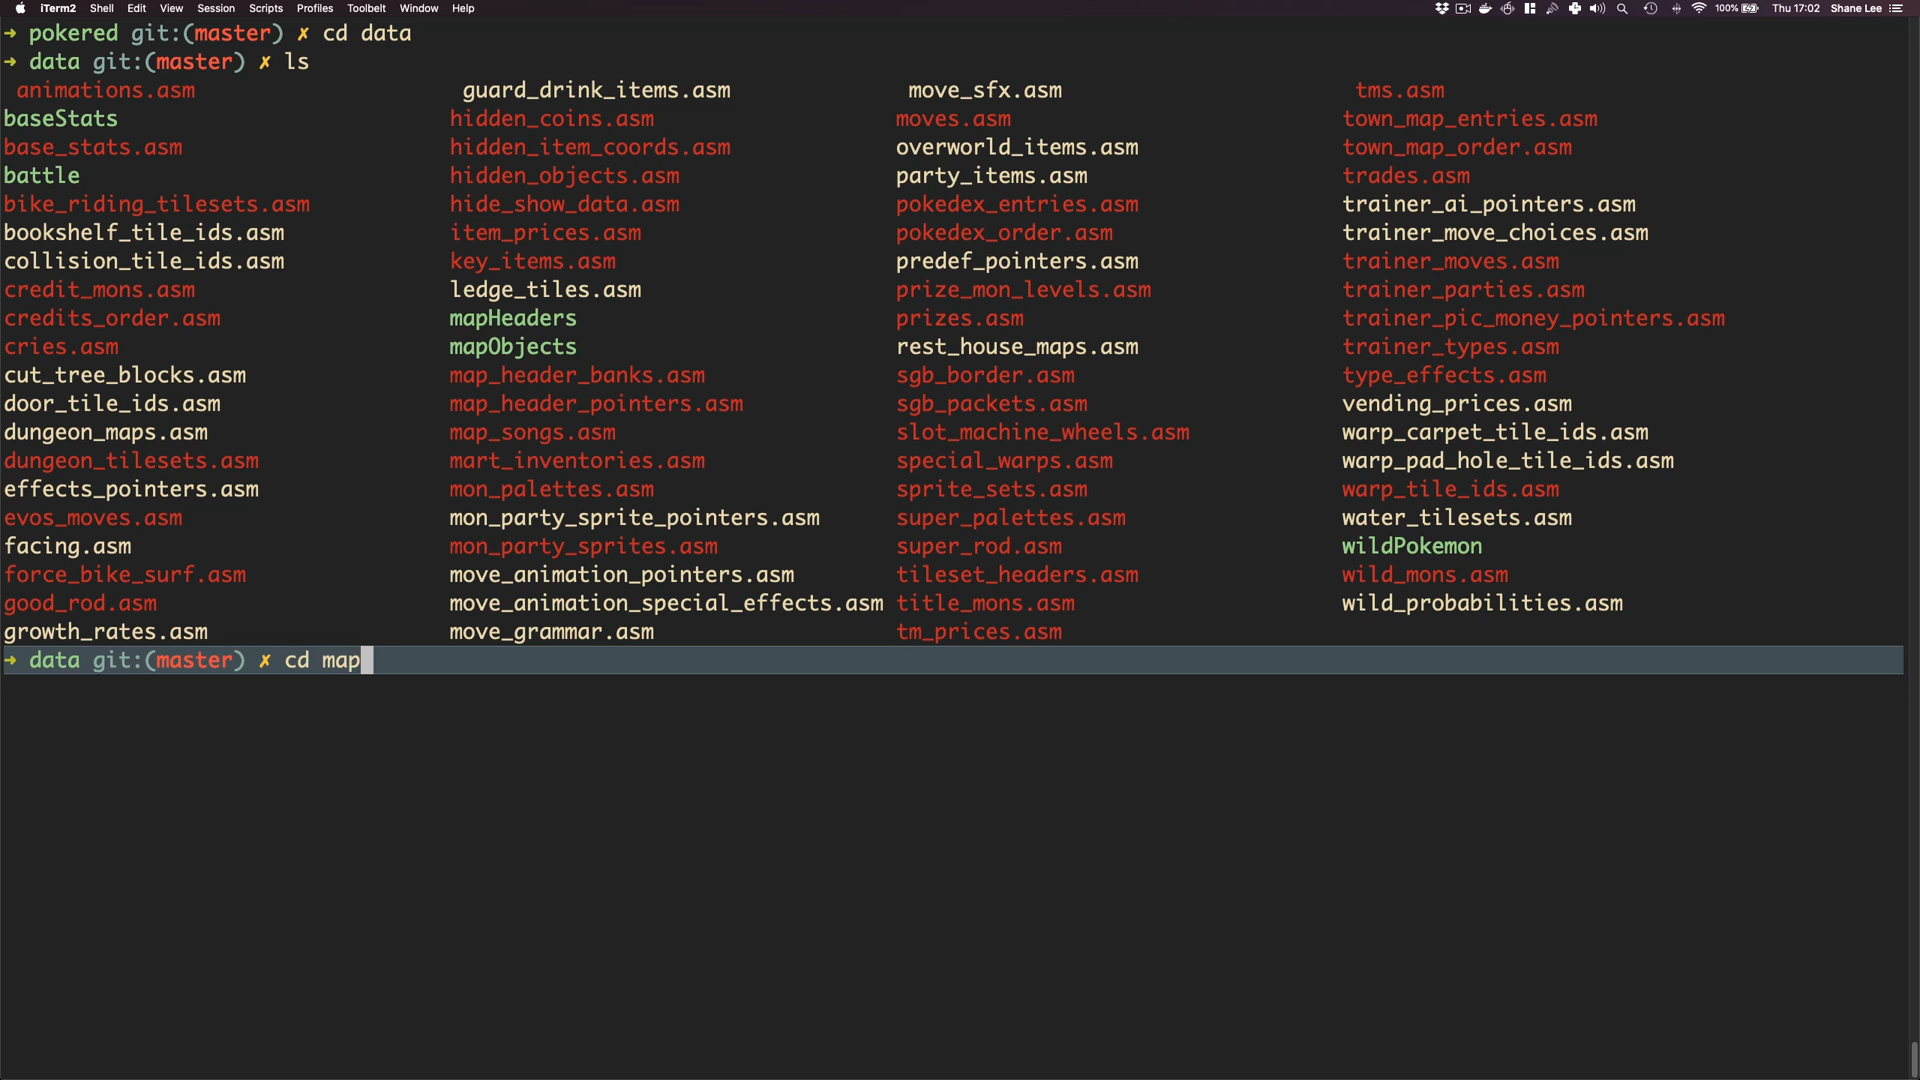 iTerm2 Shell Edit View Session Scripts Profiles Toolbelt Window Help 100% Thu 17:02 Shane Lee
→ pokered git:(master) ✗ cd data
→ data git:(master) ✗ ls
animations.asm guard_drink_items.asm move_sfx.asm tms.asm
baseStats hidden_coins.asm moves.asm town_map_entries.asm
base_stats.asm hidden_item_coords.asm overworld_items.asm town_map_order.asm
battle hidden_objects.asm party_items.asm trades.asm
bike_riding_tilesets.asm hide_show_data.asm pokedex_entries.asm trainer_ai_pointers.asm
bookshelf_tile_ids.asm item_prices.asm pokedex_order.asm trainer_move_choices.asm
collision_tile_ids.asm key_items.asm predef_pointers.asm trainer_moves.asm
credit_mons.asm ledge_tiles.asm prize_mon_levels.asm trainer_parties.asm
credits_order.asm mapHeaders prizes.asm trainer_pic_money_pointers.asm
cries.asm mapObjects rest_house_maps.asm trainer_types.asm
cut_tree_blocks.asm map_header_banks.asm sgb_border.asm type_effects.asm
door_tile_ids.asm map_header_pointers.asm sgb_packets.asm vending_prices.asm
dungeon_maps.asm map_songs.asm slot_machine_wheels.asm warp_carpet_tile_ids.asm
dungeon_tilesets.asm mart_inventories.asm special_warps.asm warp_pad_hole_tile_ids.asm
effects_pointers.asm mon_palettes.asm sprite_sets.asm warp_tile_ids.asm
evos_moves.asm mon_party_sprite_pointers.asm super_palettes.asm water_tilesets.asm
facing.asm mon_party_sprites.asm super_rod.asm wildPokemon
force_bike_surf.asm move_animation_pointers.asm tileset_headers.asm wild_mons.asm
good_rod.asm move_animation_special_effects.asm title_mons.asm wild_probabilities.asm
growth_rates.asm move_grammar.asm tm_prices.asm
→ data git:(master) ✗ cd map